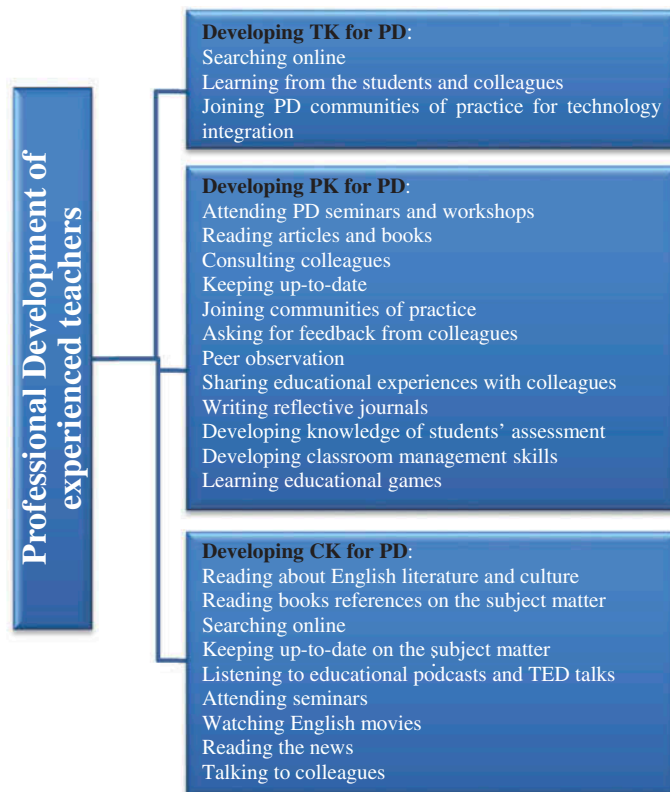 Professional Development of
experienced teachers
Developing TK for PD:
Searching online
Learning from the students and colleagues
Joining PD communities of practice for technology
integration
Developing PK for PD:
Attending PD seminars and workshops
Reading articles and books
Consulting colleagues
Keeping up-to-date
Joining communities of practice
Asking for feedback from colleagues
Peer observation
Sharing educational experiences with colleagues
Writing reflective journals
Developing knowledge of students’ assessment
Developing classroom management skills
Learning educational games
Developing CK for PD:
Reading about English literature and culture
Reading books references on the subject matter
Searching online
Keeping up-to-date on the subject matter
Listening to educational podcasts and TED talks
Attending seminars
Watching English movies
Reading the news
Talking to colleagues